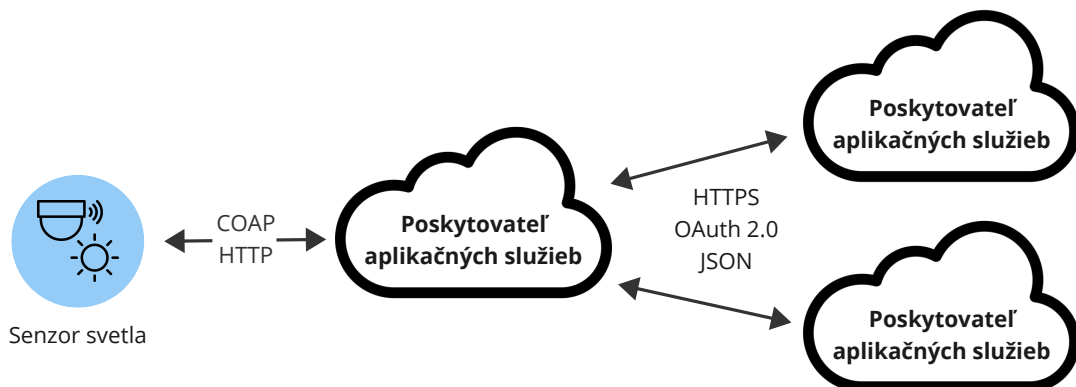 Senzor svetla
COAP
HTTP
Poskytovateľ
aplikačných služieb
HTTPS
OAuth 2.0
JSON
Poskytovateľ
aplikačných služieb
Poskytovateľ
aplikačných služieb